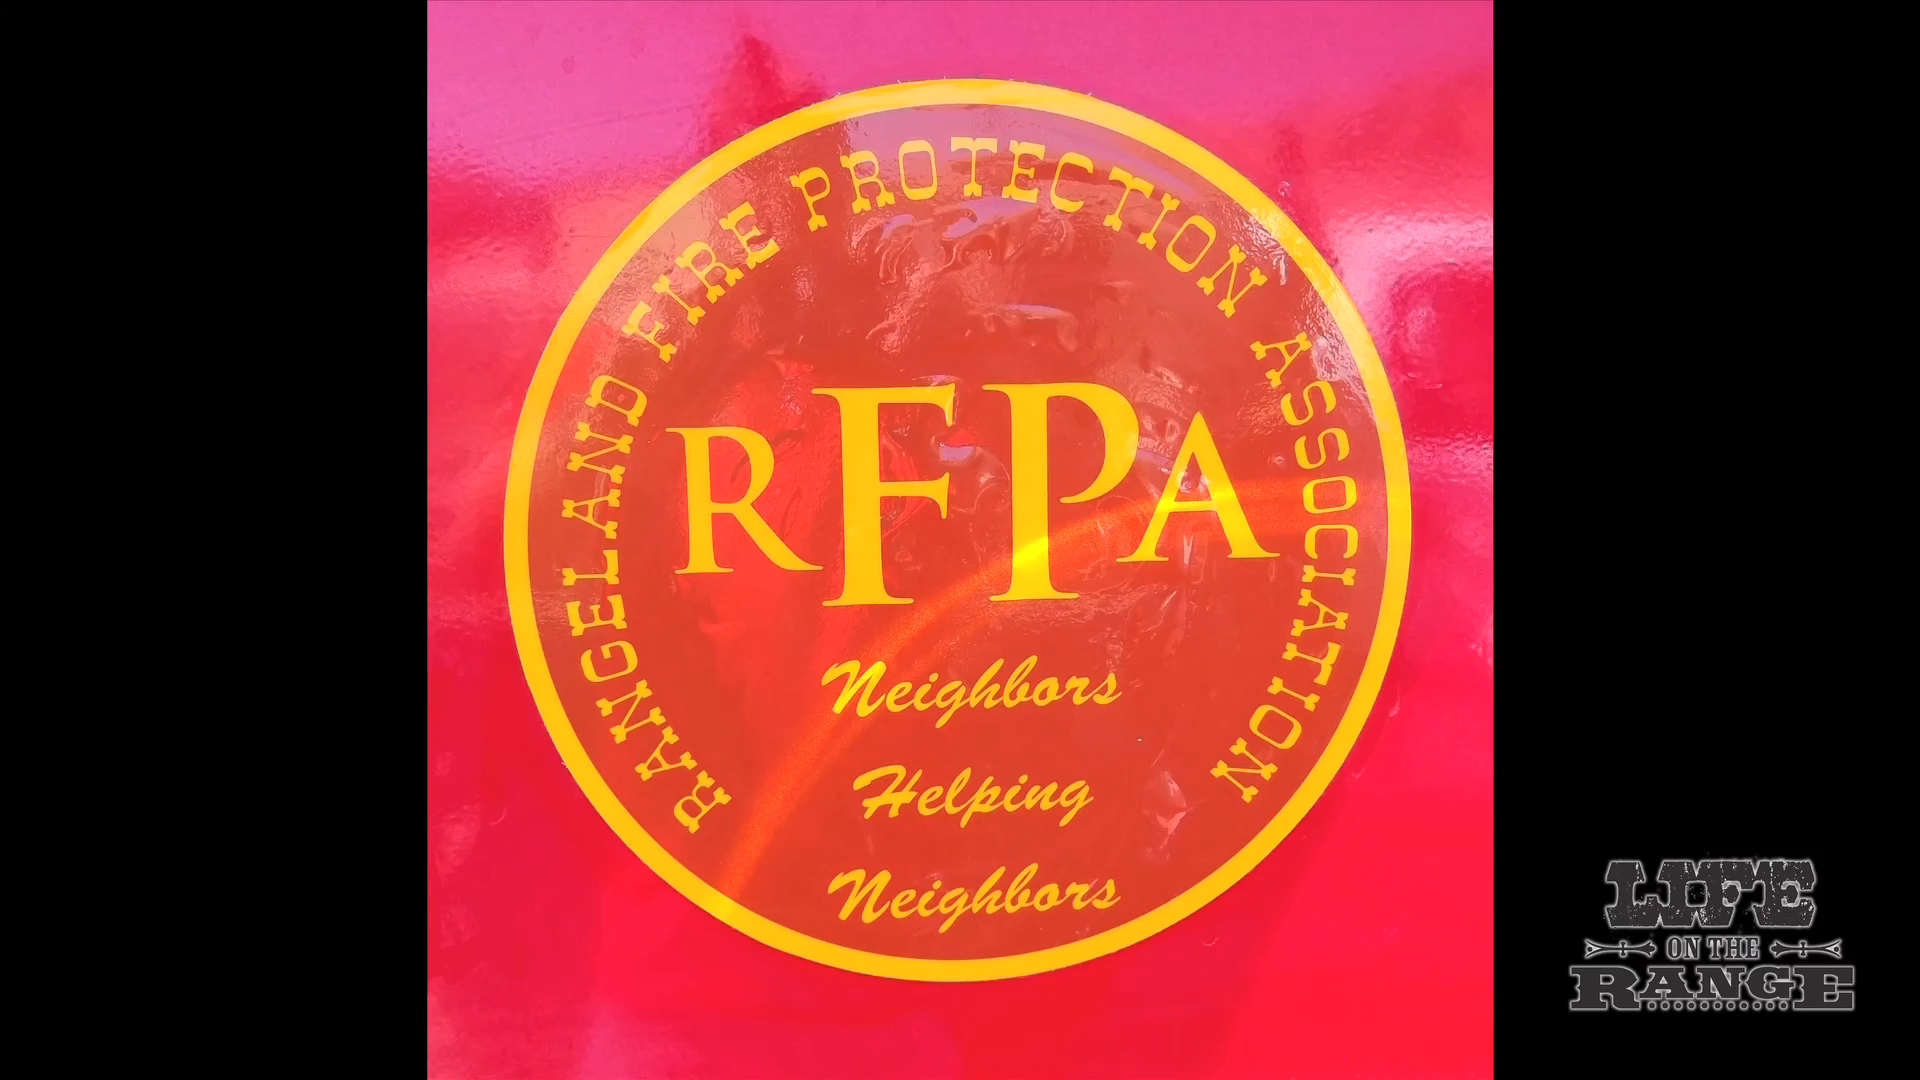 RANGELAND FIRE PROTECTION ASSOCIATION
RFPA
Neighbors
Helping
Neighbors
LIFE
ON THE
RANGE